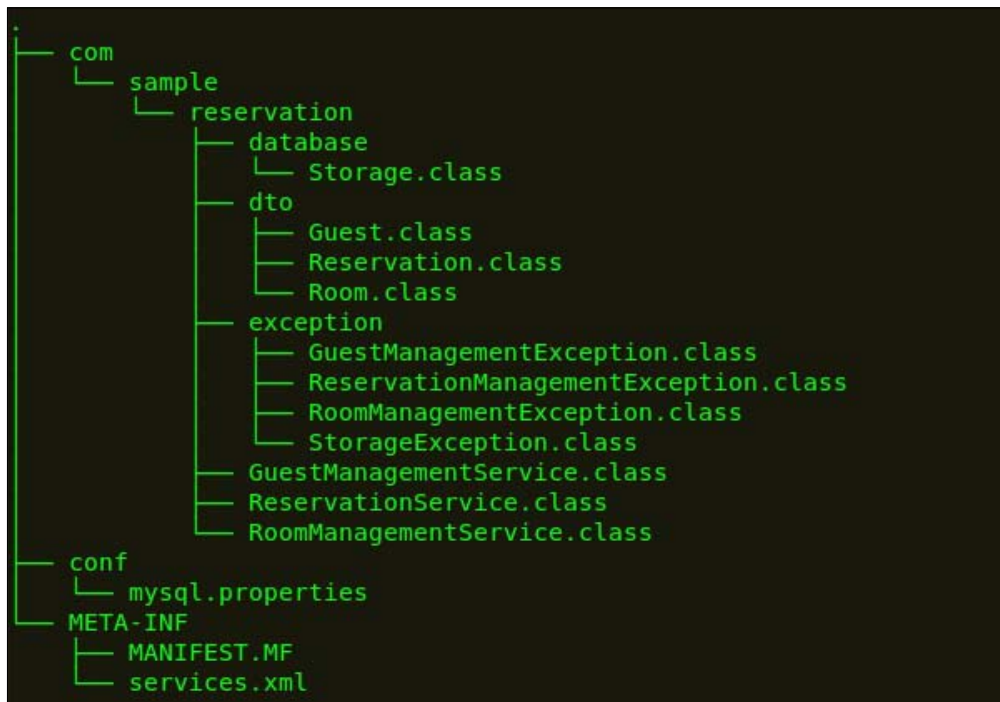 .
├── com
│   └── sample
│       └── reservation
│           ├── database
│           │   └── Storage.class
│           ├── dto
│           │   ├── Guest.class
│           │   ├── Reservation.class
│           │   └── Room.class
│           ├── exception
│           │   ├── GuestManagementException.class
│           │   ├── ReservationManagementException.class
│           │   ├── RoomManagementException.class
│           │   └── StorageException.class
│           ├── GuestManagementService.class
│           ├── ReservationService.class
│           └── RoomManagementService.class
├── conf
│   └── mysql.properties
└── META-INF
    ├── MANIFEST.MF
    └── services.xml